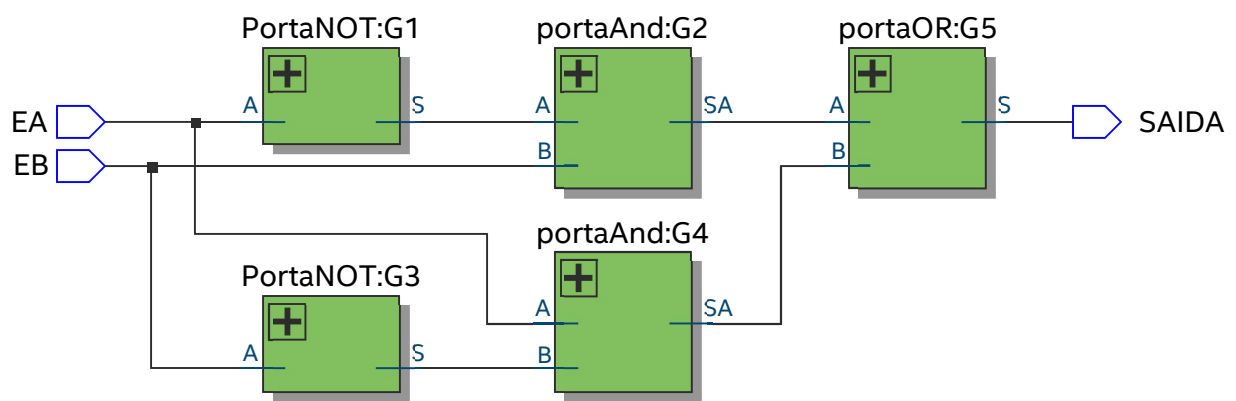 PortaNOT:G1
portaAnd:G2
portaOR:G5
EA
A
S
A
SA
A
S
SAIDA
EB
B
B
portaAnd:G4
PortaNOT:G3
A
SA
A
S
B